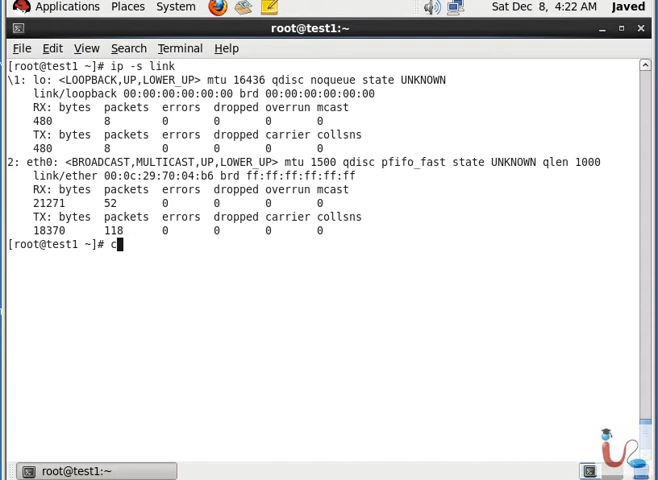 Applications Places System Sat Dec 8, 4:22 AM Javed
root@test1:~
File Edit View Search Terminal Help
[root@test1 ~]# ip -s link
\1: lo: <LOOPBACK,UP,LOWER_UP> mtu 16436 qdisc noqueue state UNKNOWN
link/loopback 00:00:00:00:00:00 brd 00:00:00:00:00:00
RX: bytes packets errors dropped overrun mcast
480 8 0 0 0 0
TX: bytes packets errors dropped carrier collsns
480 8 0 0 0 0
2: eth0: <BROADCAST,MULTICAST,UP,LOWER_UP> mtu 1500 qdisc pfifo_fast state UNKNOWN qlen 1000
link/ether 00:0c:29:70:04:b6 brd ff:ff:ff:ff:ff:ff
RX: bytes packets errors dropped overrun mcast
21271 52 0 0 0 0
TX: bytes packets errors dropped carrier collsns
18370 118 0 0 0 0
[root@test1 ~]# c
root@test1:~